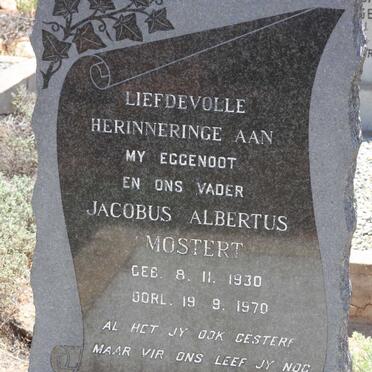 LIEFDEVOLLE
HERINNERINGE AAN
MY EGGENOOT
EN ONS VADER
JACOBUS ALBERTUS
MOSTERT
GEB. 8. 11. 1930
OORL. 19. 9. 1970
AL HET JY OOK GESTERF
MAAR VIR ONS LEEF JY NOG